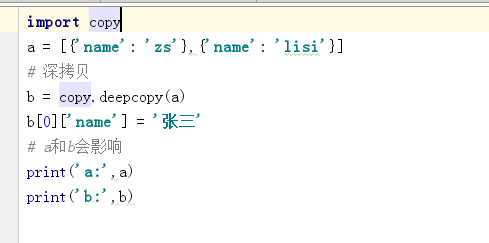 import copy
a = [{'name': 'zs'},{'name': 'lisi'}]
# 深拷贝
b = copy.deepcopy(a)
b[0]['name'] = '张三'
# a和b会影响
print('a:',a)
print('b:',b)